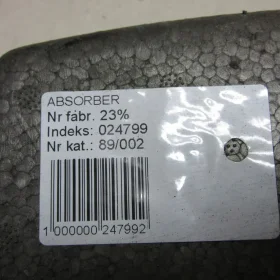 ABSORBER
Nr fabr. 23%
Indeks: 024799
Nr kat.: 89/002
1 000000 247992